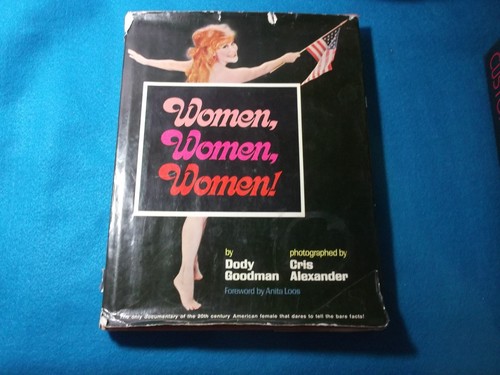 Women,
Women,
Women!
by
Dody
Goodman
photographed by
Cris
Alexander
Foreword by Anita Loos
The only documentary of the 20th century American female that dares to tell the bare facts!